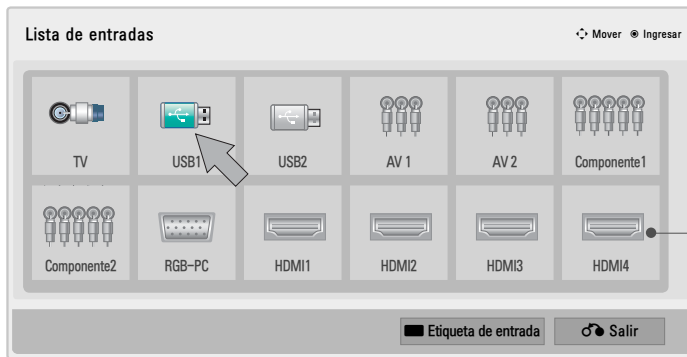 Lista de entradas
Mover Ingresar
TV USB1 USB2 AV 1 AV 2 Componente1
Componente2 RGB-PC HDMI1 HDMI2 HDMI3 HDMI4
Etiqueta de entrada Salir